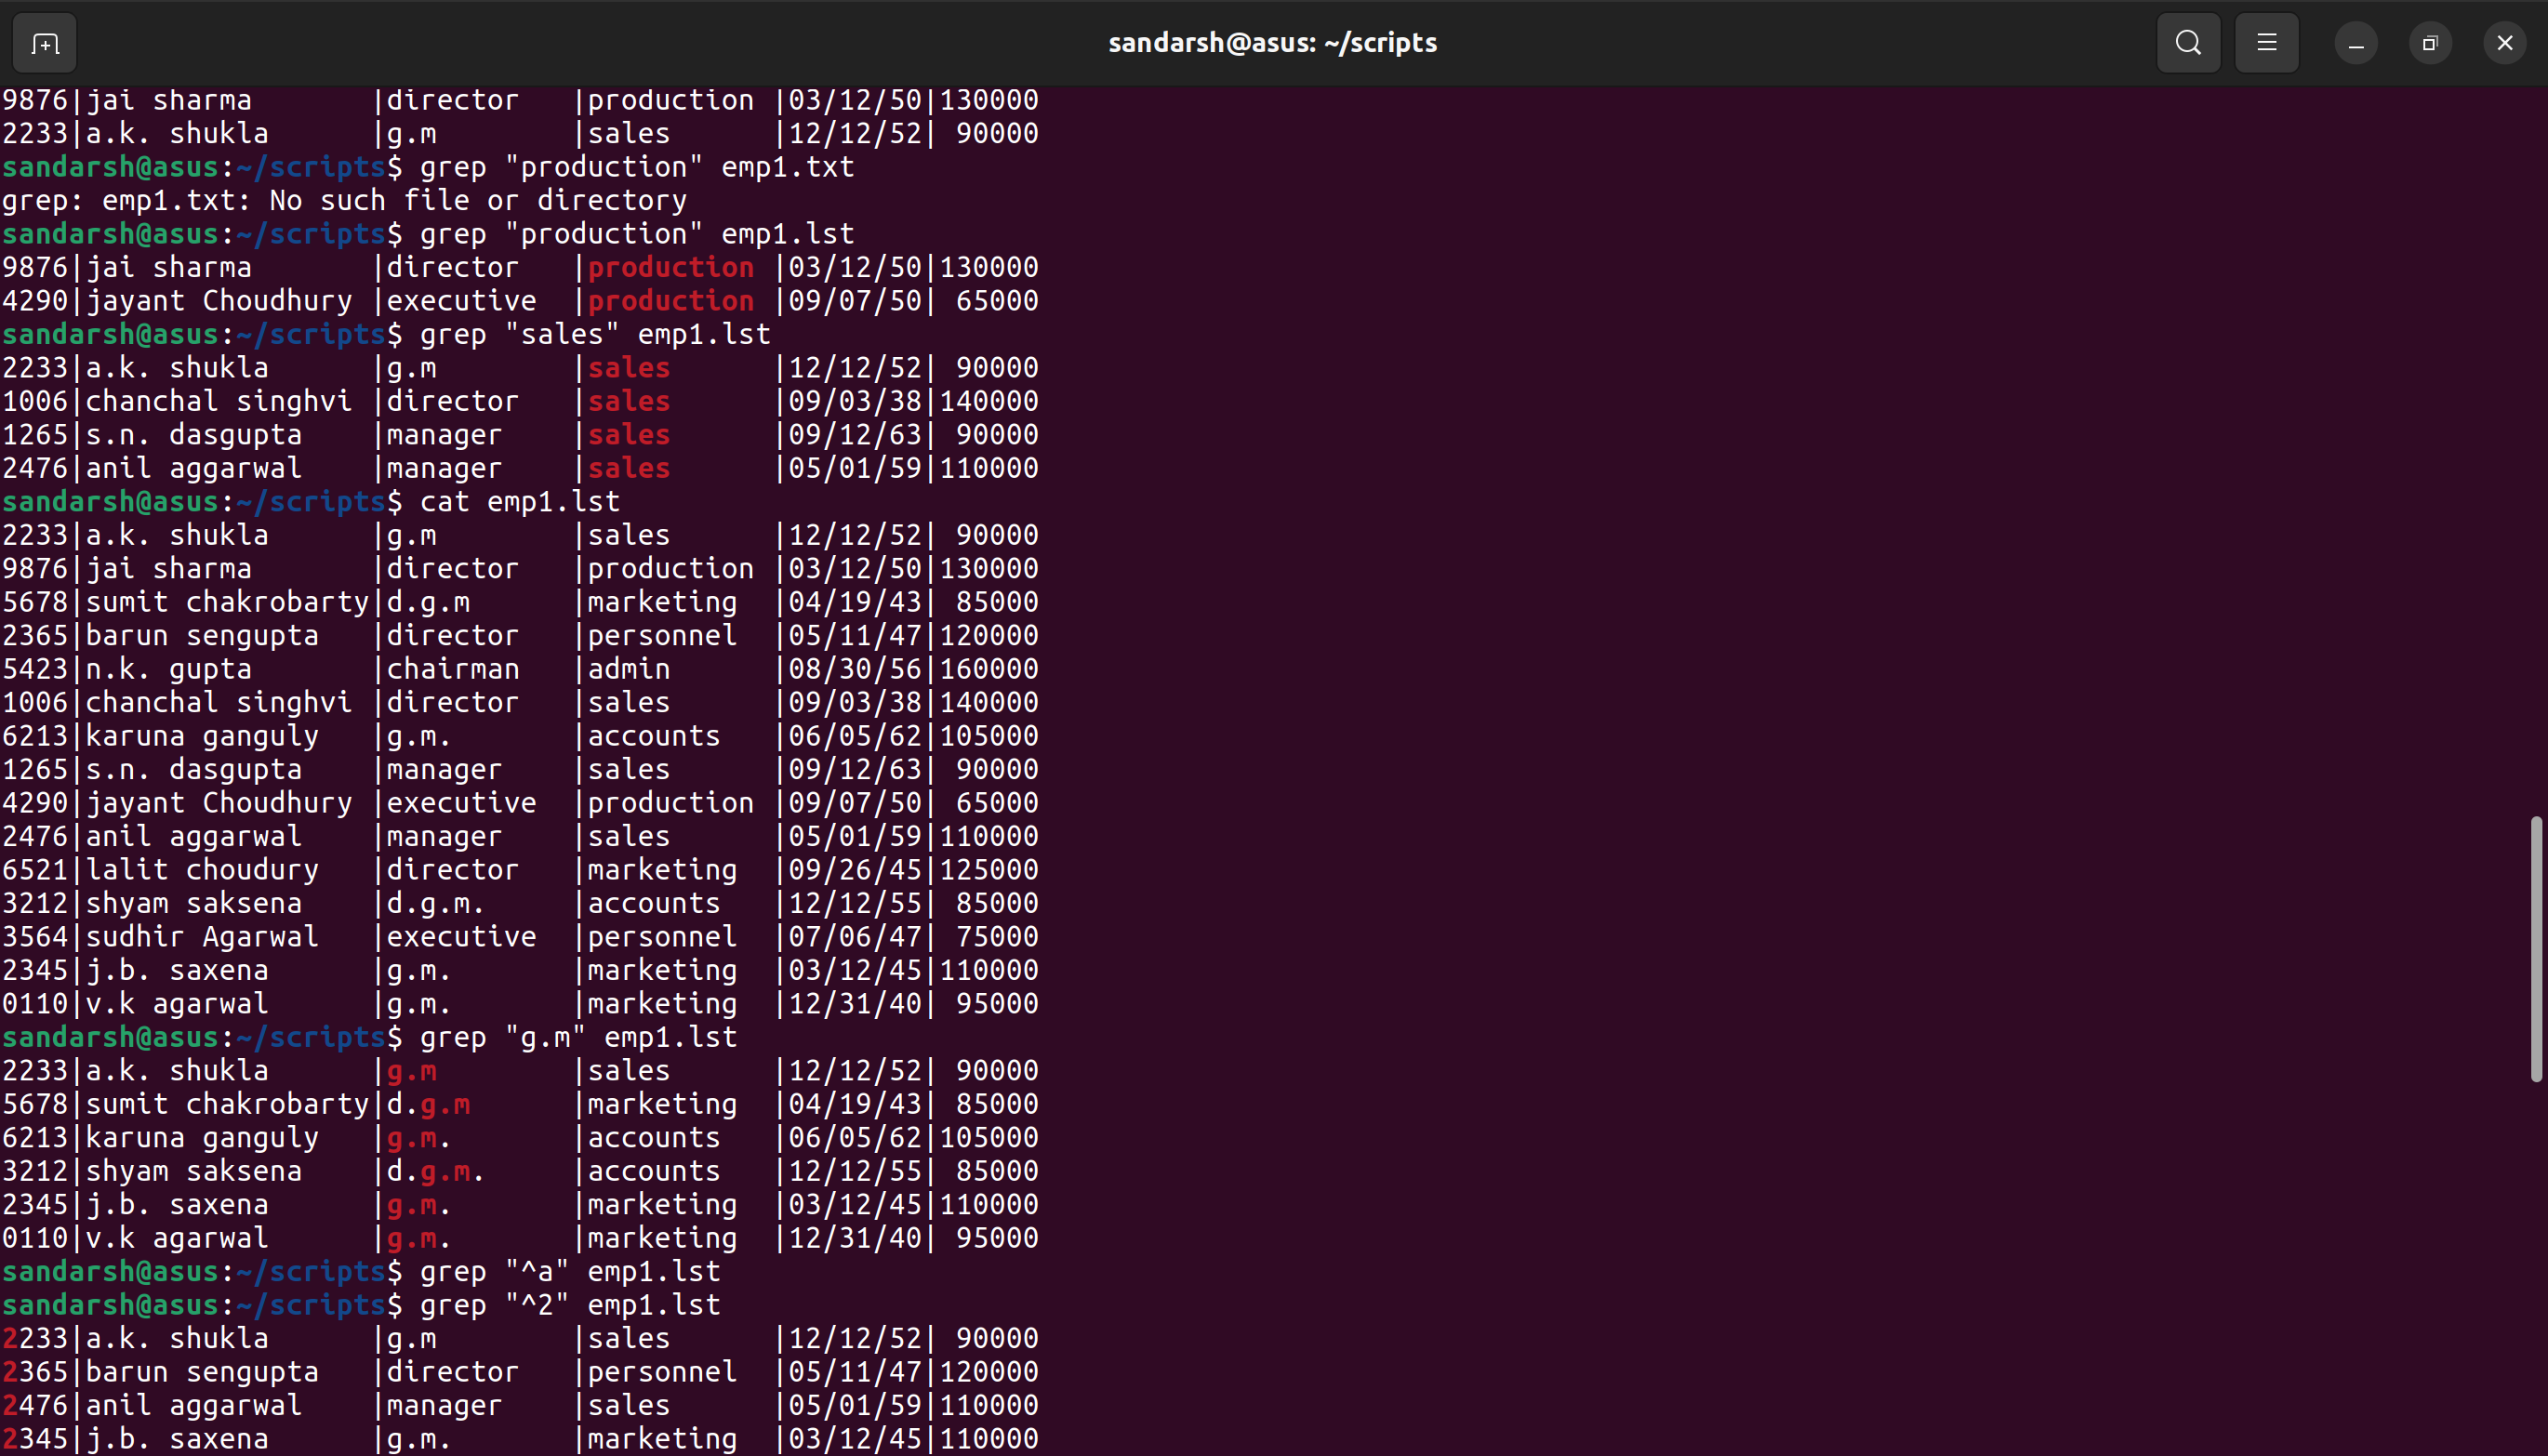 sandarsh@asus: ~/scripts
9876|jai sharma       |director   |production |03/12/50|130000
2233|a.k. shukla      |g.m        |sales      |12/12/52| 90000
sandarsh@asus:~/scripts$ grep "production" emp1.txt
grep: emp1.txt: No such file or directory
sandarsh@asus:~/scripts$ grep "production" emp1.lst
9876|jai sharma       |director   |production |03/12/50|130000
4290|jayant Choudhury |executive  |production |09/07/50| 65000
sandarsh@asus:~/scripts$ grep "sales" emp1.lst
2233|a.k. shukla      |g.m        |sales      |12/12/52| 90000
1006|chanchal singhvi |director   |sales      |09/03/38|140000
1265|s.n. dasgupta    |manager    |sales      |09/12/63| 90000
2476|anil aggarwal    |manager    |sales      |05/01/59|110000
sandarsh@asus:~/scripts$ cat emp1.lst
2233|a.k. shukla      |g.m        |sales      |12/12/52| 90000
9876|jai sharma       |director   |production |03/12/50|130000
5678|sumit chakrobarty|d.g.m      |marketing  |04/19/43| 85000
2365|barun sengupta   |director   |personnel  |05/11/47|120000
5423|n.k. gupta       |chairman   |admin      |08/30/56|160000
1006|chanchal singhvi |director   |sales      |09/03/38|140000
6213|karuna ganguly   |g.m.       |accounts   |06/05/62|105000
1265|s.n. dasgupta    |manager    |sales      |09/12/63| 90000
4290|jayant Choudhury |executive  |production |09/07/50| 65000
2476|anil aggarwal    |manager    |sales      |05/01/59|110000
6521|lalit choudury   |director   |marketing  |09/26/45|125000
3212|shyam saksena    |d.g.m.     |accounts   |12/12/55| 85000
3564|sudhir Agarwal   |executive  |personnel  |07/06/47| 75000
2345|j.b. saxena      |g.m.       |marketing  |03/12/45|110000
0110|v.k agarwal      |g.m.       |marketing  |12/31/40| 95000
sandarsh@asus:~/scripts$ grep "g.m" emp1.lst
2233|a.k. shukla      |g.m        |sales      |12/12/52| 90000
5678|sumit chakrobarty|d.g.m      |marketing  |04/19/43| 85000
6213|karuna ganguly   |g.m.       |accounts   |06/05/62|105000
3212|shyam saksena    |d.g.m.     |accounts   |12/12/55| 85000
2345|j.b. saxena      |g.m.       |marketing  |03/12/45|110000
0110|v.k agarwal      |g.m.       |marketing  |12/31/40| 95000
sandarsh@asus:~/scripts$ grep "^a" emp1.lst
sandarsh@asus:~/scripts$ grep "^2" emp1.lst
2233|a.k. shukla      |g.m        |sales      |12/12/52| 90000
2365|barun sengupta   |director   |personnel  |05/11/47|120000
2476|anil aggarwal    |manager    |sales      |05/01/59|110000
2345|j.b. saxena      |g.m.       |marketing  |03/12/45|110000